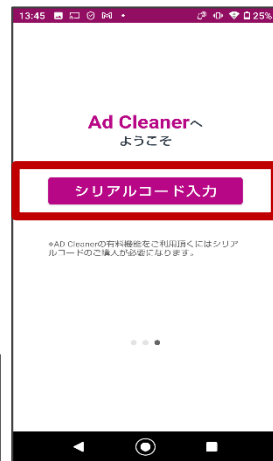 13:45
25%
Ad Cleanerへ
ようこそ
シリアルコード入力
※AD Cleanerの有料機能をご利用頂くにはシリア
ルコードのご購入が必要になります。